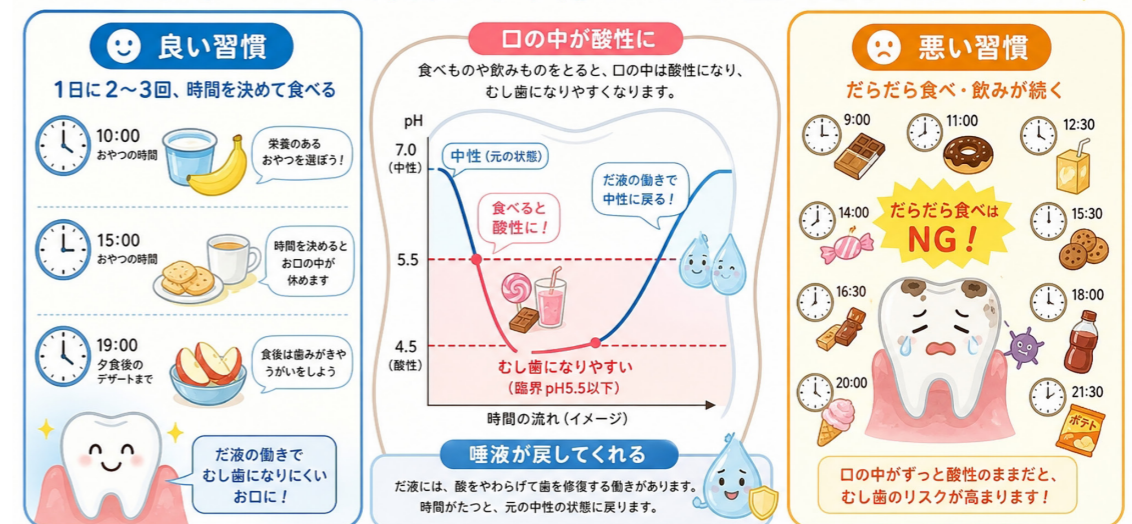 良い習慣
1日に2〜3回、時間を決めて食べる
10:00
おやつの時間
栄養のある
おやつを選ぼう!
15:00
おやつの時間
時間を決めると
お口の中が
休めます
19:00
夕食後の
デザートまで
食後は歯みがきや
うがいをしよう
だ液の働きで
むし歯になりにくい
お口に!
口の中が酸性に
食べものや飲みものをとると、口の中は酸性になり、
むし歯になりやすくなります。
pH
7.0
(中性)
中性(元の状態)
食べると
酸性に!
だ液の働きで
中性に戻る!
5.5
4.5
(酸性)
むし歯になりやすい
(臨界pH5.5以下)
時間の流れ(イメージ)
唾液が戻してくれる
だ液には、酸をやわらげて歯を修復する働きがあります。
時間がたつと、元の中性の状態に戻ります。
悪い習慣
だらだら食べ・飲みが続く
9:00
11:00
12:30
だらだら食べは
NG!
14:00
15:30
16:30
18:00
20:00
21:30
ポテト
口の中がずっと酸性のままだと、
むし歯のリスクが高まります!